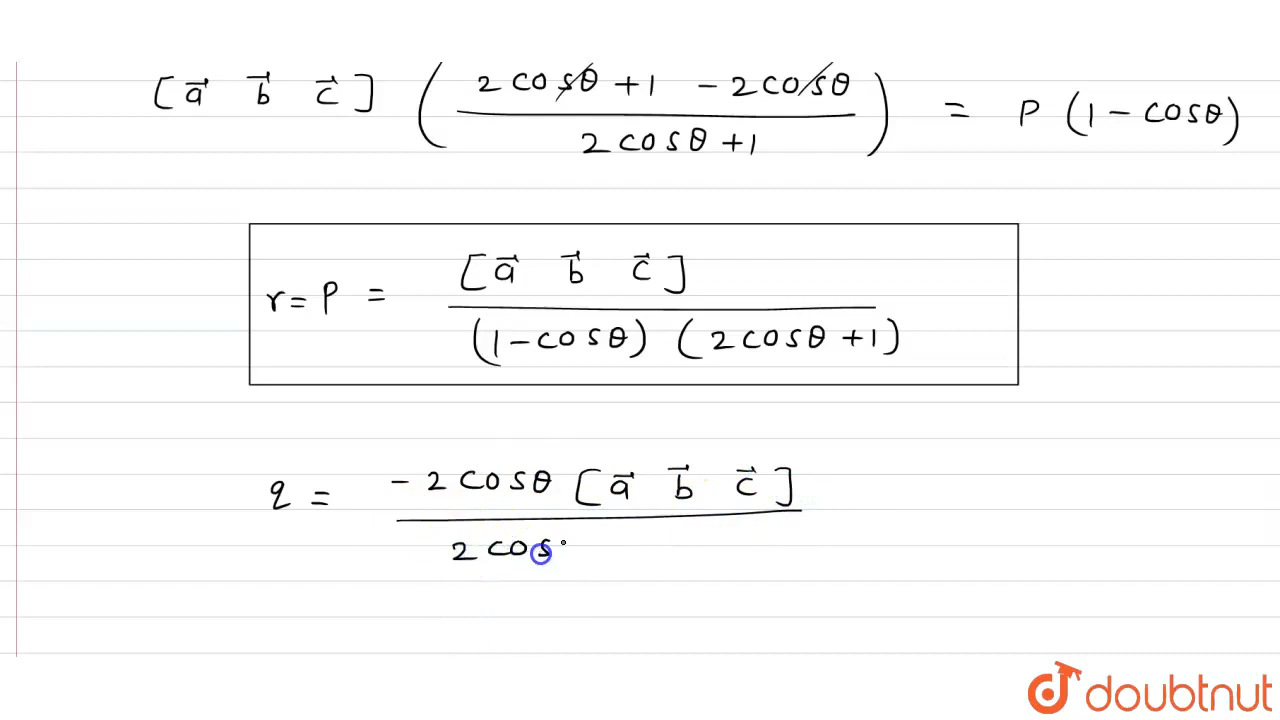 [a⃗ b⃗ c⃗] ( (2cosθ + 1 - 2cosθ) / (2cosθ + 1) ) = P (1 - cosθ)
r = P = [a⃗ b⃗ c⃗] / (1 - cosθ) (2cosθ + 1)
q = - 2cosθ [a⃗ b⃗ c⃗] / 2cos
doubtnut